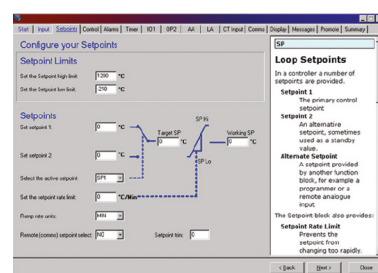 Start Input Setpoints Control Alarms Timer IO1 OP2 AA LA CT Input Comms Display Messages Promote Summary
Configure your Setpoints
Setpoint Limits
Set the Setpoint high limit 1200 °C
Set the Setpoint low limit -210 °C
Setpoints
Set setpoint 1: 0 °C
Target SP
0 °C
SP Hi
Working SP
0 °C
Set setpoint 2: 0 °C
SP Lo
Select the active setpoint: SP1
Set the setpoint rate limit: 0 °C/Min
Ramp rate units: MIN
Remote (comms) setpoint select: NO
Setpoint trim: 0
SP
Loop Setpoints
In a controller a number of
setpoints are provided.
Setpoint 1
The primary control
setpoint
Setpoint 2
An alternative
setpoint, sometimes
used as a standby
value.
Alternate Setpoint
A setpoint provided
by another function
block, for example a
programmer or a
remote analogue
input
The Setpoint block also provides:
Setpoint Rate Limit
Prevents the
setpoint from
changing too rapidly.
< Back Next > Close